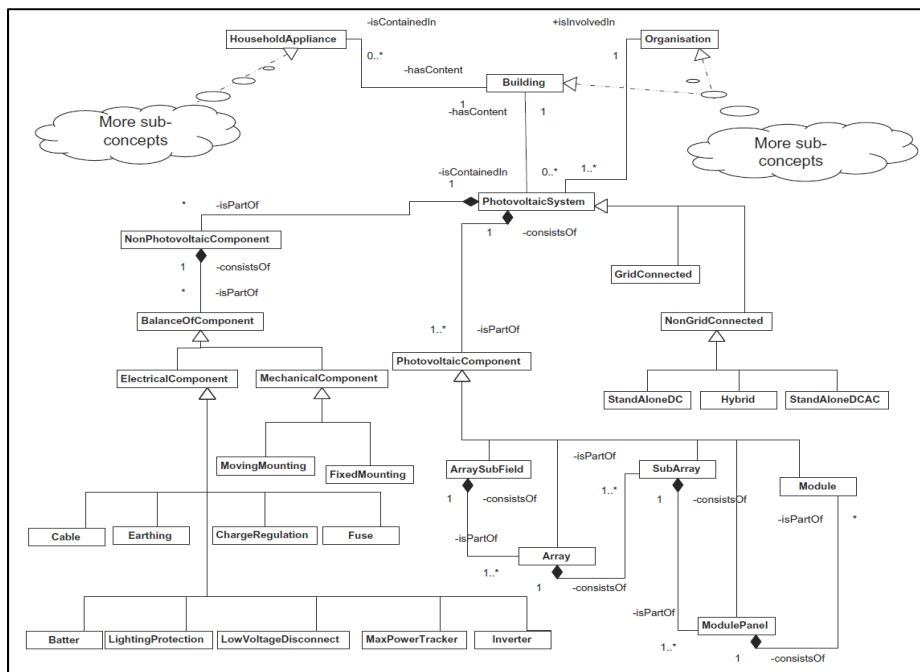 -isContainedIn
+isInvolvedIn
HouseholdAppliance
Organisation
0..*
1
1
-hasContent
Building
More sub-
concepts
1
-hasContent
1
More sub-
concepts
-isContainedIn
0..*
1..*
1
PhotovoltaicSystem
*
-isPartOf
NonPhotovoltaicComponent
1
-consistsOf
1
-consistsOf
GridConnected
*
-isPartOf
BalanceOfComponent
1..*
-isPartOf
NonGridConnected
PhotovoltaicComponent
ElectricalComponent
MechanicalComponent
StandAloneDC
Hybrid
StandAloneDCAC
MovingMounting
FixedMounting
ArraySubField
-isPartOf
SubArray
Module
1
-consistsOf
1..*
1
-consistsOf
-isPartOf
*
Cable
Earthing
ChargeRegulation
Fuse
-isPartOf
Array
1..*
1
-consistsOf
-isPartOf
ModulePanel
1..*
1
-consistsOf
Batter
LightingProtection
LowVoltageDisconnect
MaxPowerTracker
Inverter